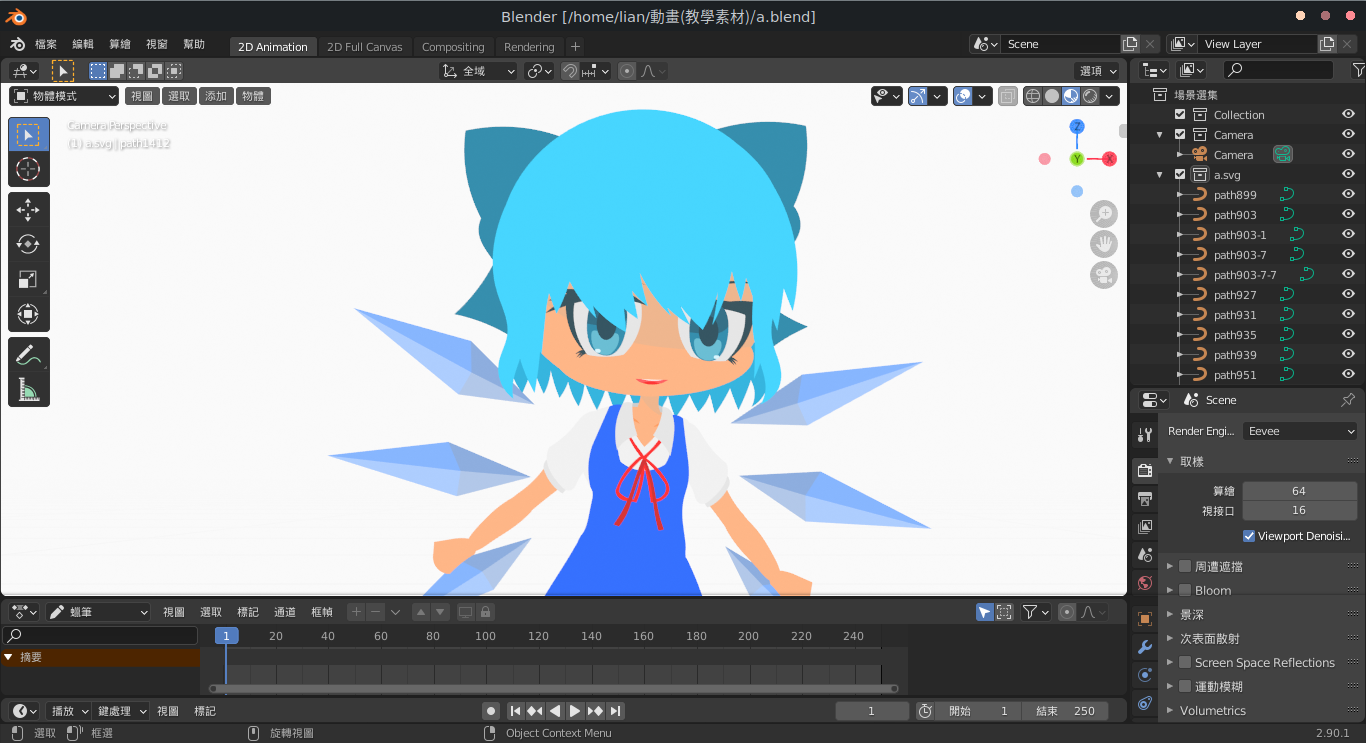 Blender [/home/lian/動畫(教學素材)/a.blend]
檔案 編輯 算繪 視窗 幫助 2D Animation 2D Full Canvas Compositing Rendering + Scene View Layer
全域 選項
物體模式 視圖 選取 添加 物體
Camera Perspective
(1) a.svg | path1412
Z
Y X
場景選集
Collection
Camera
Camera
a.svg
path899
path903
path903-1
path903-7
path903-7-7
path927
path931
path935
path939
path951
Scene
Render Engi... Eevee
取樣
算繪 64
視接口 16
Viewport Denoisi...
周遭遮擋
Bloom
景深
次表面散射
Screen Space Reflections
運動模糊
Volumetrics
蠟筆 視圖 選取 標記 通道 框幀
1 20 40 60 80 100 120 140 160 180 200 220 240
摘要
播放 鍵處理 視圖 標記 1 開始 1 結束 250
選取 框選 旋轉視圖 Object Context Menu 2.90.1